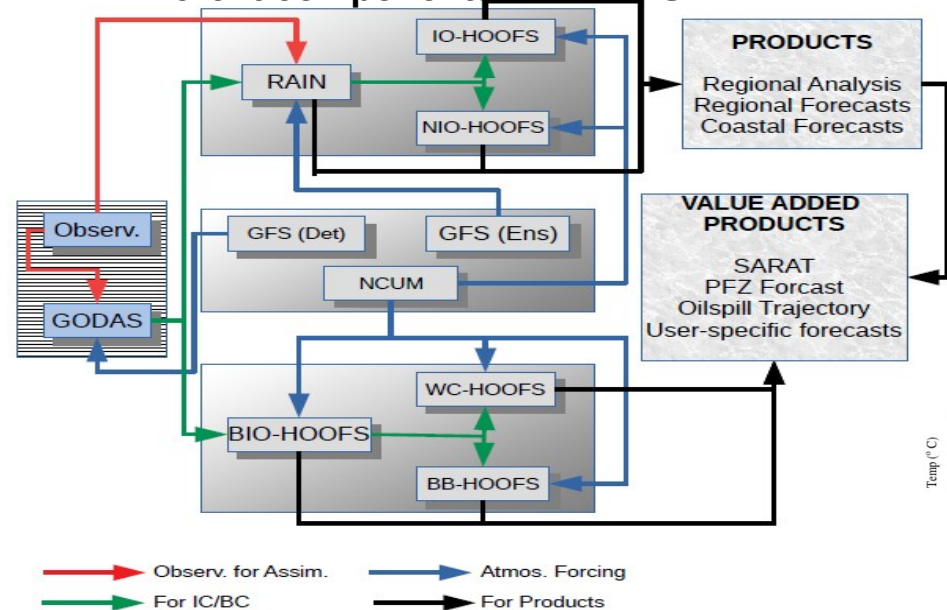 IO-HOOFS
RAIN
NIO-HOOFS
PRODUCTS
Regional Analysis
Regional Forecasts
Coastal Forecasts
Observ.
GODAS
GFS (Det)
GFS (Ens)
NCUM
VALUE ADDED
PRODUCTS
SARAT
PFZ Forcast
Oilspill Trajectory
User-specific forecasts
WC-HOOFS
BIO-HOOFS
BB-HOOFS
Temp (° C)
Observ. for Assim.
Atmos. Forcing
For IC/BC
For Products